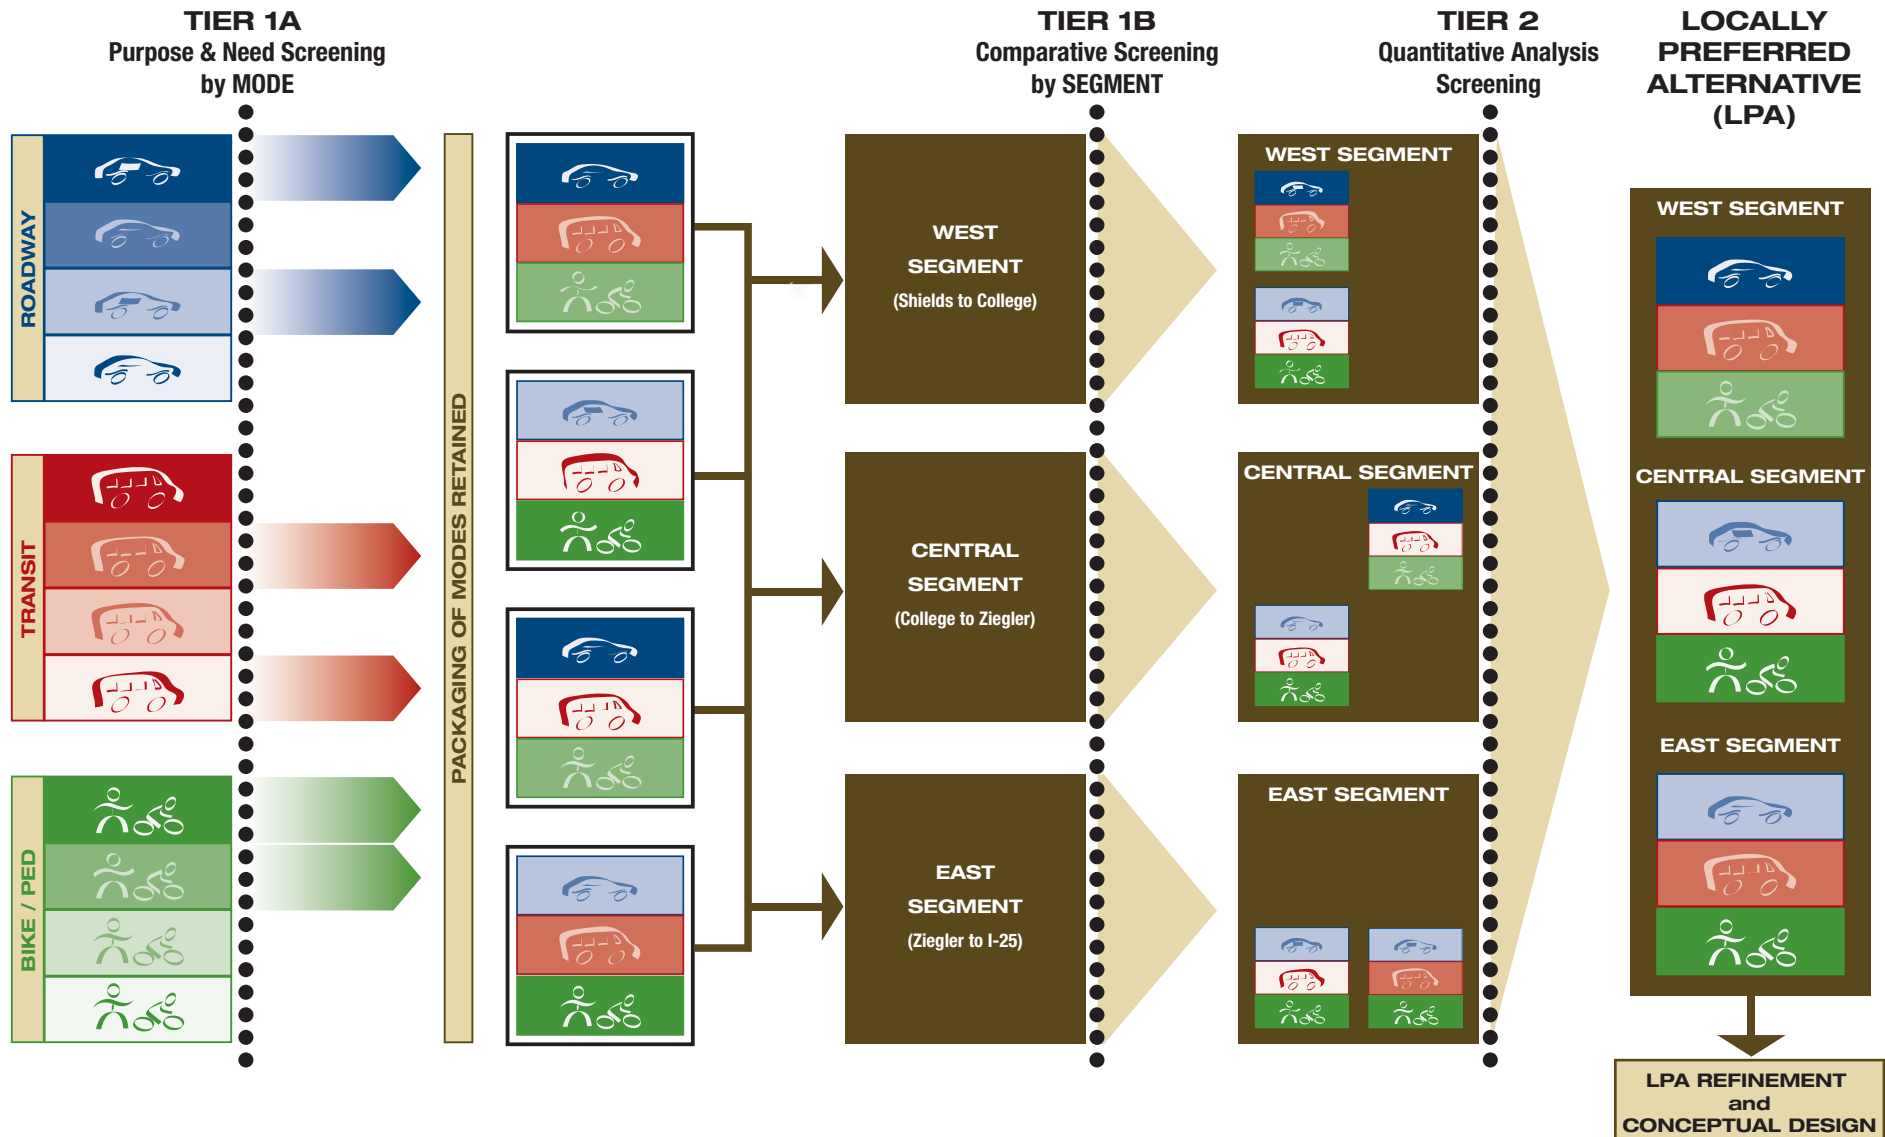 TIER 1A
Purpose & Need Screening
by MODE
TIER 1B
Comparative Screening
by SEGMENT
TIER 2
Quantitative Analysis
Screening
LOCALLY
PREFERRED
ALTERNATIVE
(LPA)
ROADWAY
TRANSIT
BIKE / PED
PACKAGING OF MODES RETAINED
WEST
SEGMENT
(Shields to College)
CENTRAL
SEGMENT
(College to Ziegler)
EAST
SEGMENT
(Ziegler to I-25)
WEST SEGMENT
CENTRAL SEGMENT
EAST SEGMENT
WEST SEGMENT
CENTRAL SEGMENT
EAST SEGMENT
LPA REFINEMENT
and
CONCEPTUAL DESIGN